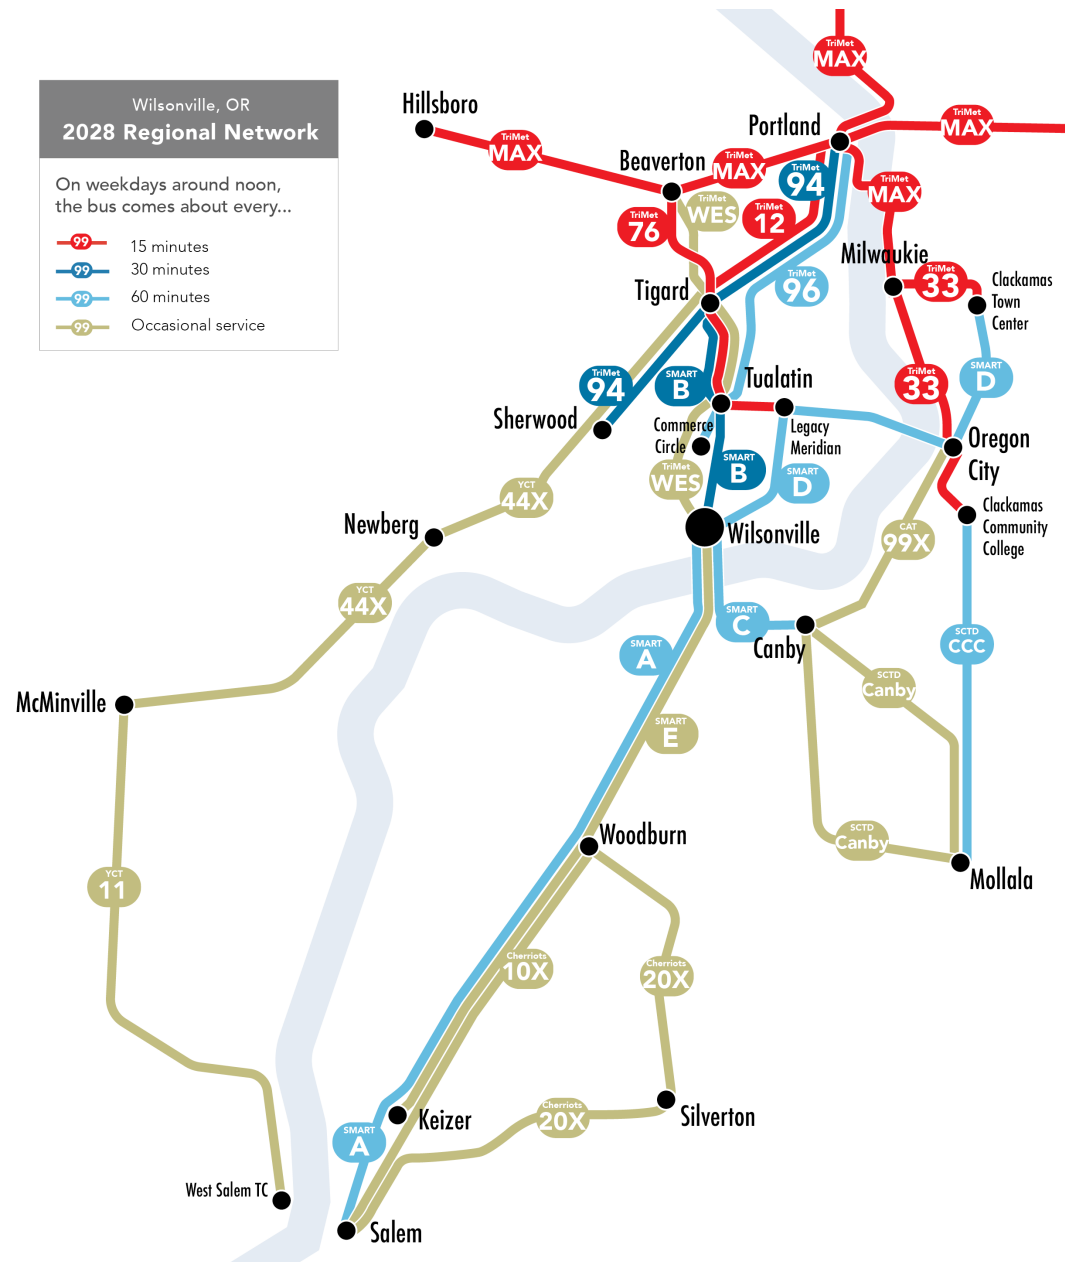 Wilsonville, OR
2028 Regional Network
On weekdays around noon,
the bus comes about every...
99 15 minutes
99 30 minutes
99 60 minutes
99 Occasional service
TriMet
MAX
Hillsboro
Portland
TriMet
MAX
TriMet
MAX
Beaverton
TriMet
MAX
TriMet
94
TriMet
MAX
TriMet
WES
TriMet
12
TriMet
76
Milwaukie
TriMet
33
Clackamas
Town
Center
Tigard
TriMet
96
SMART
D
TriMet
94
SMART
B
Tualatin
TriMet
33
Sherwood
Commerce
Circle
Legacy
Meridian
Oregon
City
TriMet
WES
SMART
B
SMART
D
YCT
44X
Newberg
Wilsonville
Clackamas
Community
College
CAT
99X
YCT
44X
SMART
C
Canby
SMART
A
SCTD
CCC
SCTD
Canby
McMinville
SMART
E
Woodburn
SCTD
Canby
Mollala
YCT
11
Cherriots
10X
Cherriots
20X
Keizer
Cherriots
20X
Silverton
SMART
A
West Salem TC
Salem